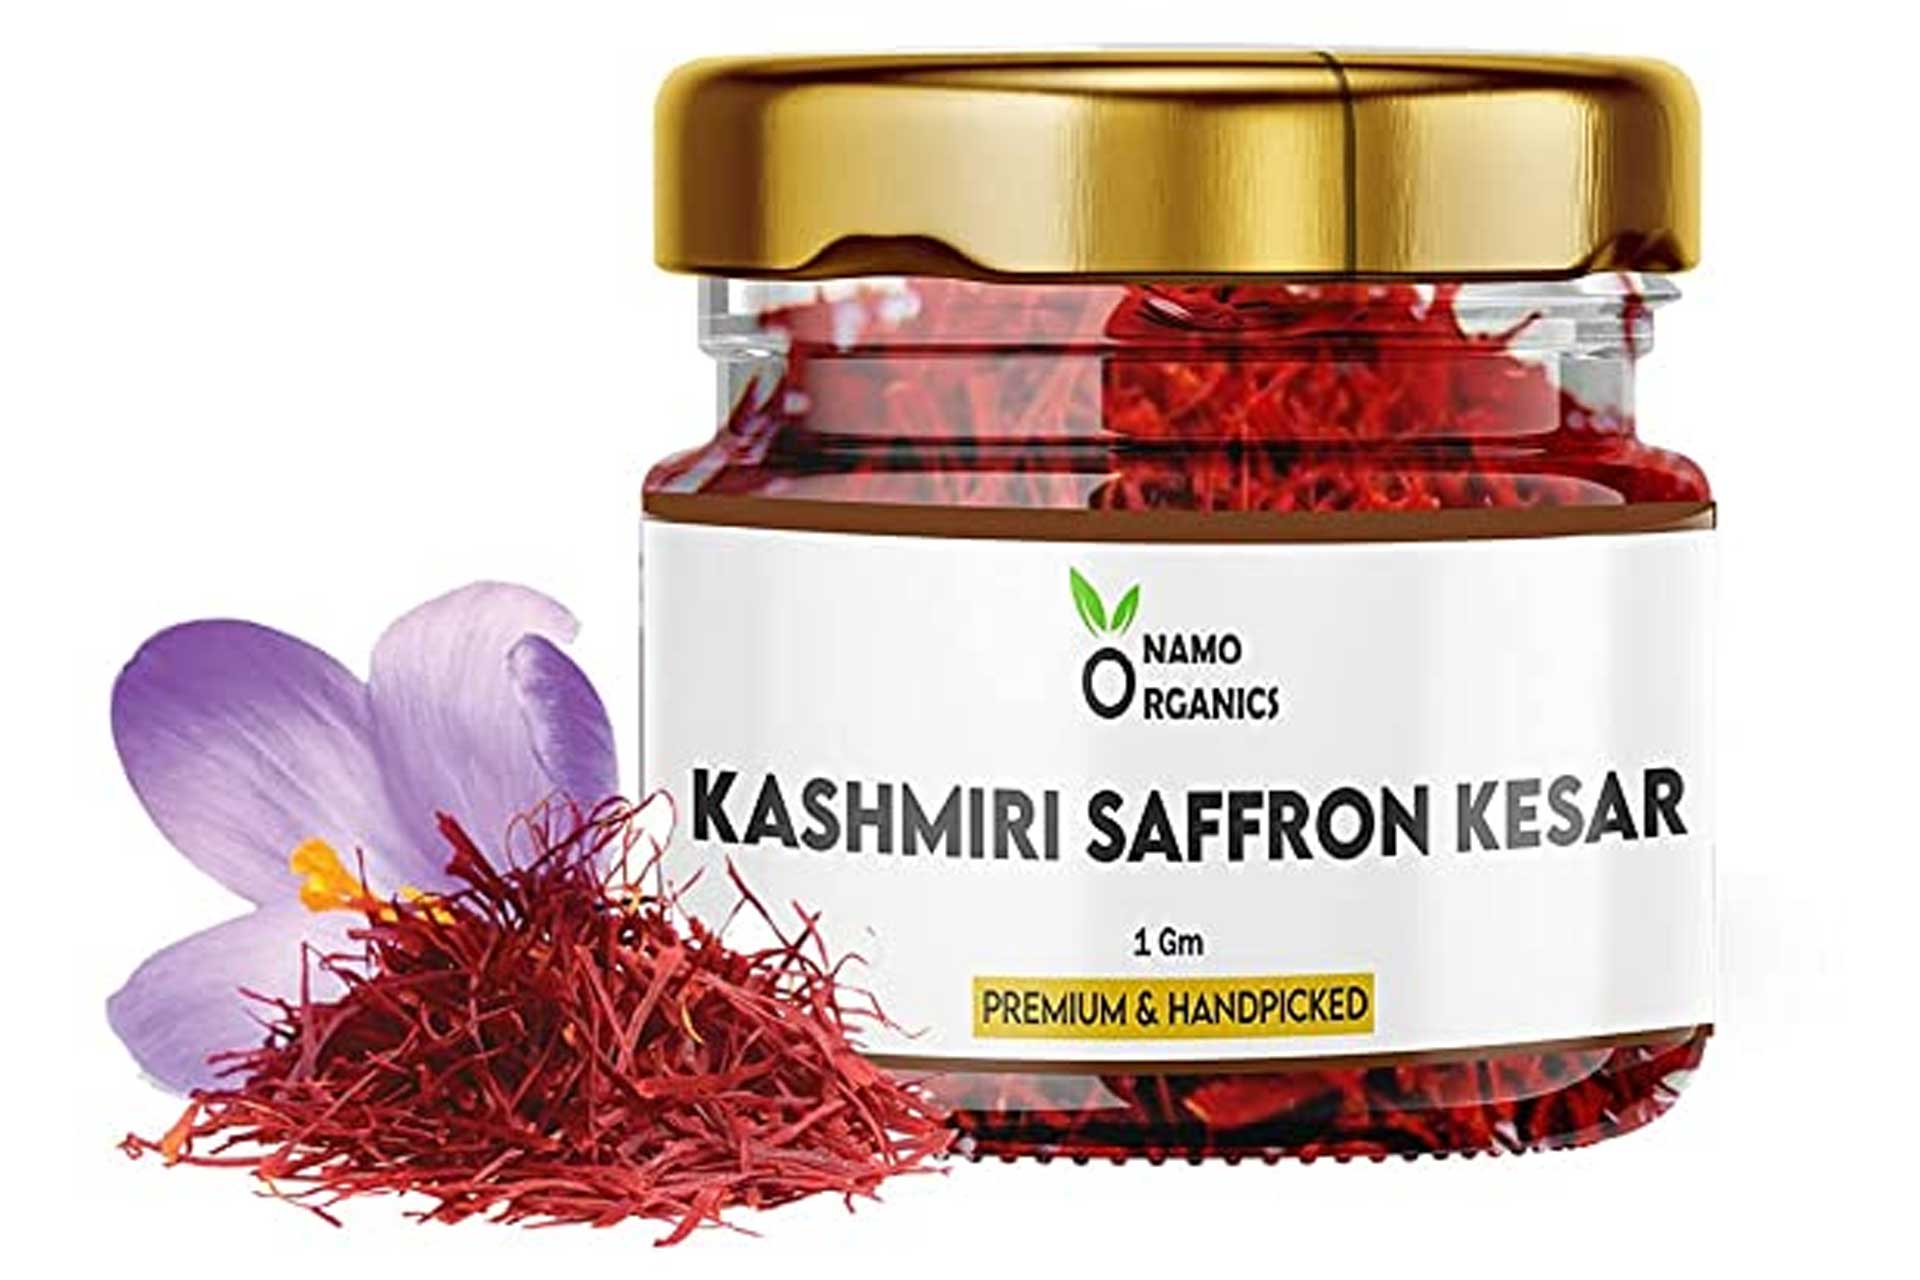 NAMO
ORGANICS
KASHMIRI SAFFRON KESAR
1 Gm
PREMIUM & HANDPICKED